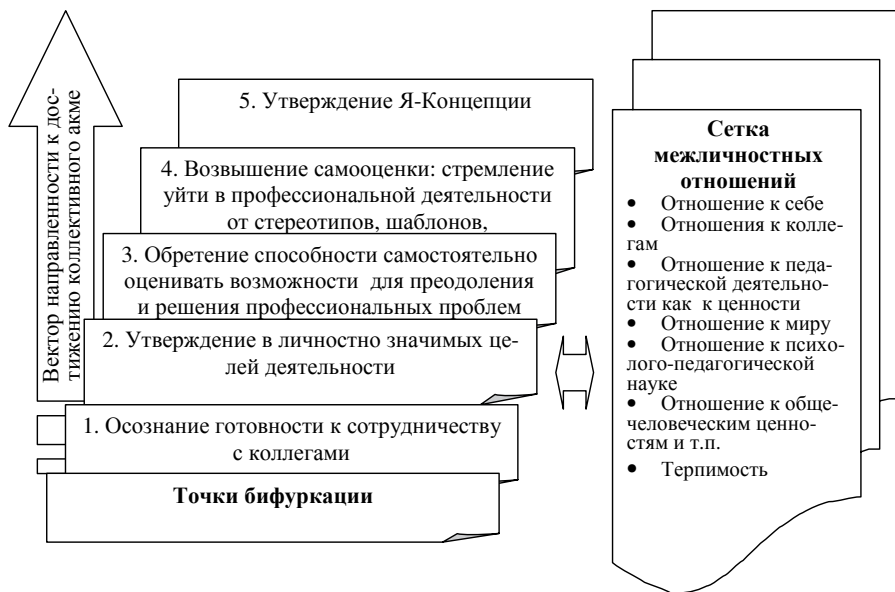 Вектор направленности к дос-
тижению коллективного акме
5. Утверждение Я-Концепции
4. Возвышение самооценки: стремление
уйти в профессиональной деятельности
от стереотипов, шаблонов,
3. Обретение способности самостоятельно
оценивать возможности для преодоления
и решения профессиональных проблем
2. Утверждение в личностно значимых це-
лей деятельности
1. Осознание готовности к сотрудничеству
с коллегами
Точки бифуркации
Сетка
межличностных
отношений
• Отношение к себе
• Отношения к колле-
гам
• Отношение к педа-
гогической деятельно-
сти как к ценности
• Отношение к миру
• Отношение к психо-
лого-педагогической
науке
• Отношение к обще-
человеческим ценно-
стям и т.п.
• Терпимость